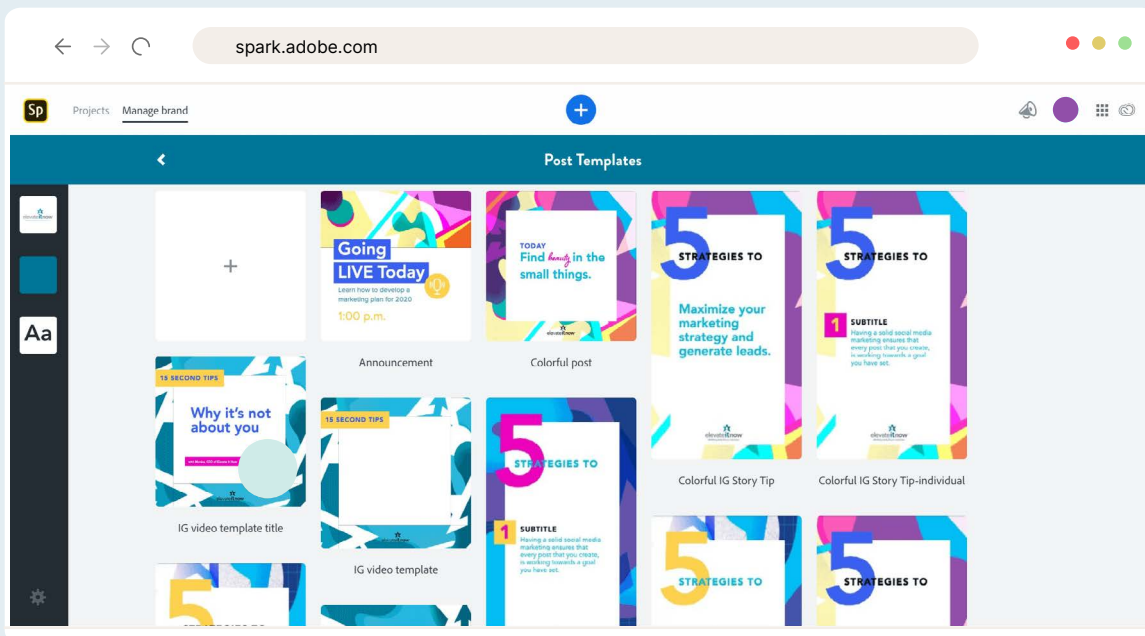 spark.adobe.com
Sp
Projects
Manage brand
Post Templates
Aa
Going
LIVE Today
Learn how to develop a
marketing plan for 2020
1:00 p.m.
Announcement
TODAY
Find beauty in the
small things.
elevateitnow
Colorful post
5
STRATEGIES TO
Maximize your
marketing
strategy and
generate leads.
elevateitnow
Colorful IG Story Tip
5
STRATEGIES TO
1
SUBTITLE
Having a solid social media
marketing ensures that
every post that you create,
is working towards a goal
you have set.
elevateitnow
Colorful IG Story Tip-individual
15 SECOND TIPS
Why it's not
about you
IG video template title
15 SECOND TIPS
IG video template
5
STRATEGIES TO
1
SUBTITLE
Having a solid social media
marketing ensures that
every post that you create,
is working towards a goal
you have set.
5
STRATEGIES TO
5
STRATEGIES TO
5
STRATEGIES TO